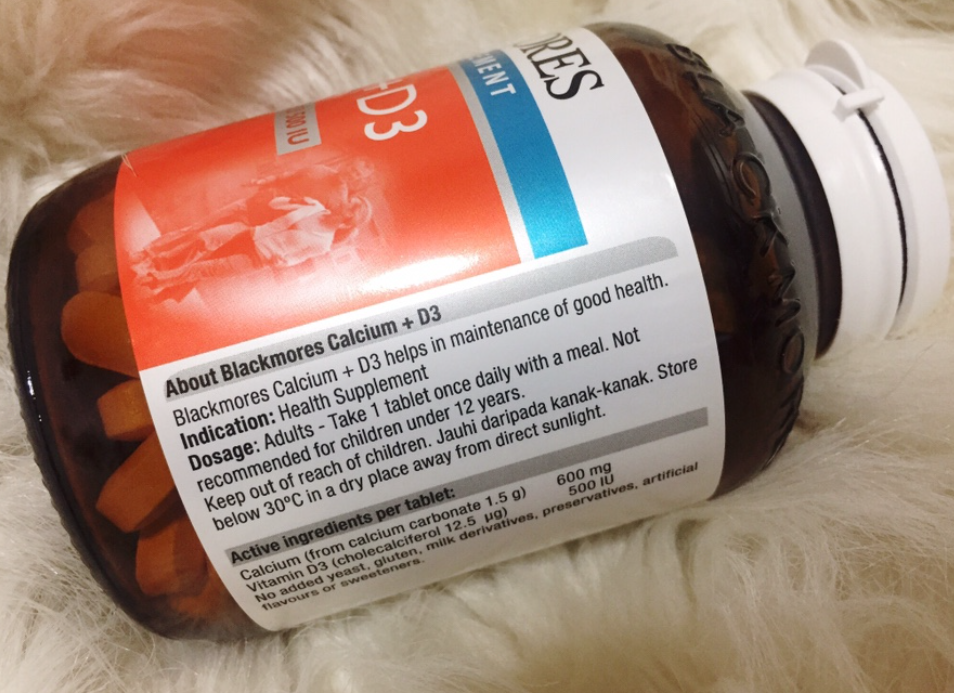 ORES
MENT
-D3
500 IU
About Blackmores Calcium + D3
Blackmores Calcium + D3 helps in maintenance of good health.
Indication: Health Supplement
Dosage: Adults - Take 1 tablet once daily with a meal. Not
recommended for children under 12 years.
Keep out of reach of children. Jauhi daripada kanak-kanak. Store
below 30°C in a dry place away from direct sunlight.
Active ingredients per tablet:
Calcium (from calcium carbonate 1.5 g) 600 mg
Vitamin D3 (cholecalciferol 12.5 µg) 500 IU
No added yeast, gluten, milk derivatives, preservatives, artificial
flavours or sweeteners.